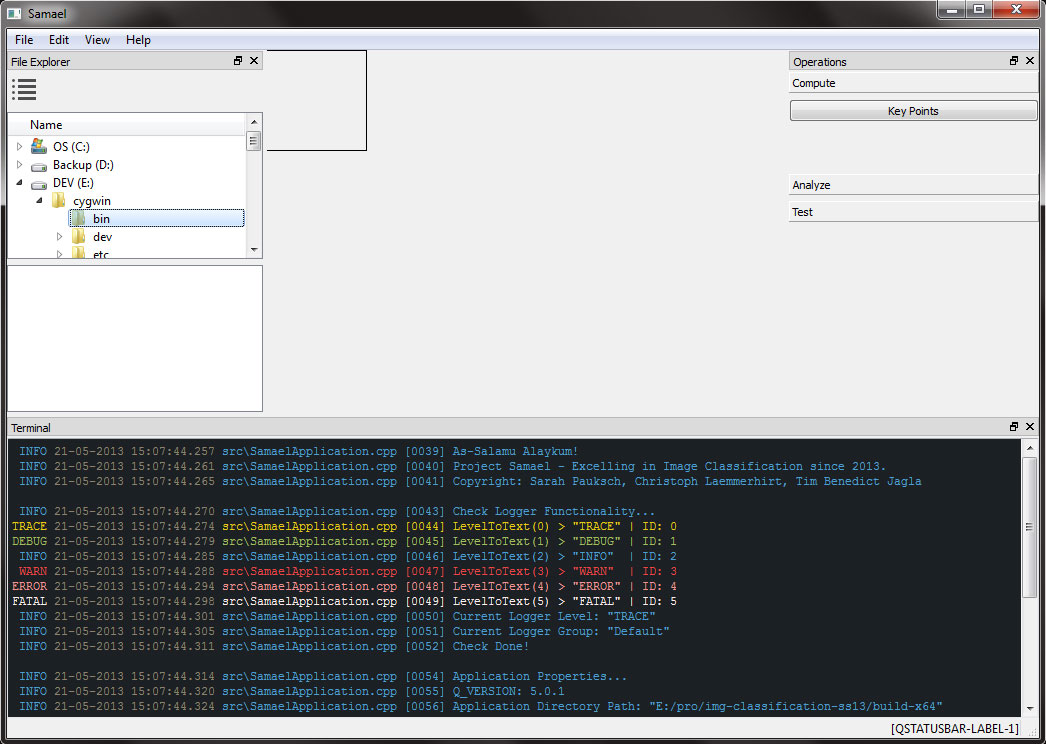 Samael
File Edit View Help
File Explorer
Name
OS (C:)
Backup (D:)
DEV (E:)
cygwin
bin
dev
etc
Operations
Compute
Key Points
Analyze
Test
Terminal
INFO 21-05-2013 15:07:44.257 src\SamaelApplication.cpp [0039] As-Salamu Alaykum!
INFO 21-05-2013 15:07:44.261 src\SamaelApplication.cpp [0040] Project Samael - Excelling in Image Classification since 2013.
INFO 21-05-2013 15:07:44.265 src\SamaelApplication.cpp [0041] Copyright: Sarah Pauksch, Christoph Laemmerhirt, Tim Benedict Jagla
INFO 21-05-2013 15:07:44.270 src\SamaelApplication.cpp [0043] Check Logger Functionality...
TRACE 21-05-2013 15:07:44.274 src\SamaelApplication.cpp [0044] LevelToText(0) > "TRACE" | ID: 0
DEBUG 21-05-2013 15:07:44.279 src\SamaelApplication.cpp [0045] LevelToText(1) > "DEBUG" | ID: 1
INFO 21-05-2013 15:07:44.285 src\SamaelApplication.cpp [0046] LevelToText(2) > "INFO" | ID: 2
WARN 21-05-2013 15:07:44.288 src\SamaelApplication.cpp [0047] LevelToText(3) > "WARN" | ID: 3
ERROR 21-05-2013 15:07:44.294 src\SamaelApplication.cpp [0048] LevelToText(4) > "ERROR" | ID: 4
FATAL 21-05-2013 15:07:44.298 src\SamaelApplication.cpp [0049] LevelToText(5) > "FATAL" | ID: 5
INFO 21-05-2013 15:07:44.301 src\SamaelApplication.cpp [0050] Current Logger Level: "TRACE"
INFO 21-05-2013 15:07:44.305 src\SamaelApplication.cpp [0051] Current Logger Group: "Default"
INFO 21-05-2013 15:07:44.311 src\SamaelApplication.cpp [0052] Check Done!
INFO 21-05-2013 15:07:44.314 src\SamaelApplication.cpp [0054] Application Properties...
INFO 21-05-2013 15:07:44.320 src\SamaelApplication.cpp [0055] Q_VERSION: 5.0.1
INFO 21-05-2013 15:07:44.324 src\SamaelApplication.cpp [0056] Application Directory Path: "E:/pro/img-classification-ss13/build-x64"
[QSTATUSBAR-LABEL-1]